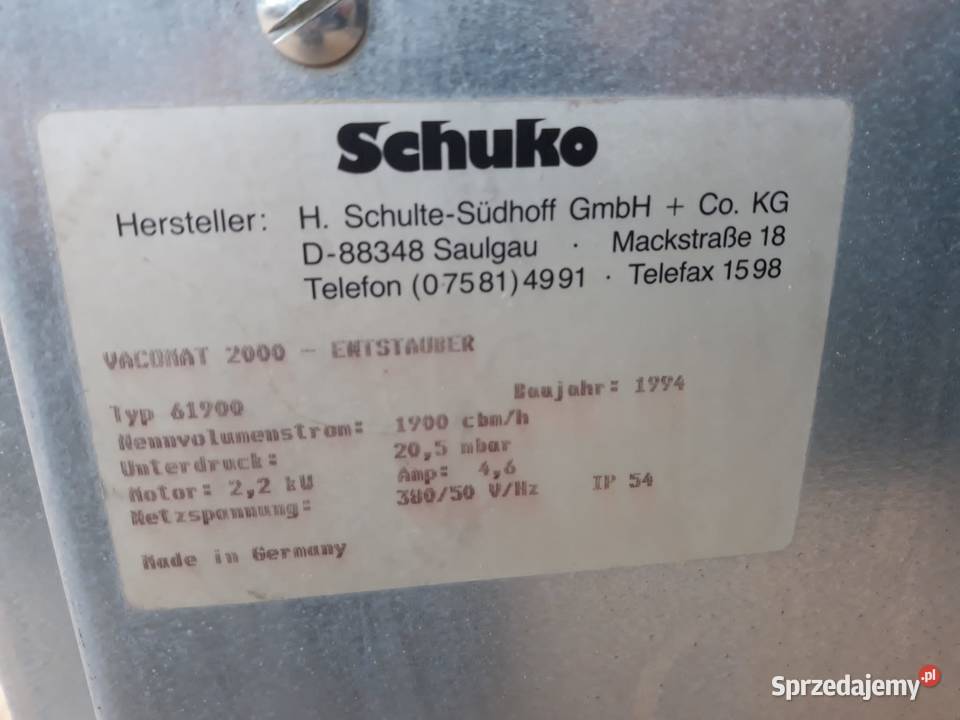 Schuko
Hersteller: H. Schulte-Südhoff GmbH + Co. KG
D-88348 Saulgau · Mackstraße 18
Telefon (07581)4991 · Telefax 1598
VACOMAT 2000 - ENTSTAUBER
Typ 61900 Baujahr: 1994
Nennvolumenstrom: 1900 cbm/h
Unterdruck: 20,5 mbar
Motor: 2,2 kW Amp: 4,6
Netzspannung: 380/50 V/Hz IP 54
Made in Germany
Sprzedajemy.pl